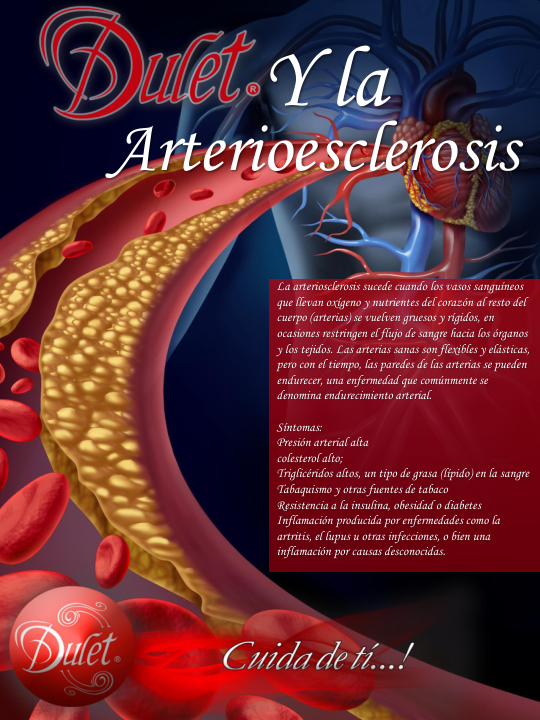 Dulet® Y la
Arterioesclerosis
La arteriosclerosis sucede cuando los vasos sanguíneos
que llevan oxígeno y nutrientes del corazón al resto del
cuerpo (arterias) se vuelven gruesos y rígidos, en
ocasiones restringen el flujo de sangre hacia los órganos
y los tejidos. Las arterias sanas son flexibles y elásticas,
pero con el tiempo, las paredes de las arterias se pueden
endurecer, una enfermedad que comúnmente se
denomina endurecimiento arterial.
Síntomas:
Presión arterial alta
colesterol alto;
Triglicéridos altos, un tipo de grasa (lípido) en la sangre
Tabaquismo y otras fuentes de tabaco
Resistencia a la insulina, obesidad o diabetes
Inflamación producida por enfermedades como la
artritis, el lupus u otras infecciones, o bien una
inflamación por causas desconocidas.
Dulet®
Cuida de tí...!